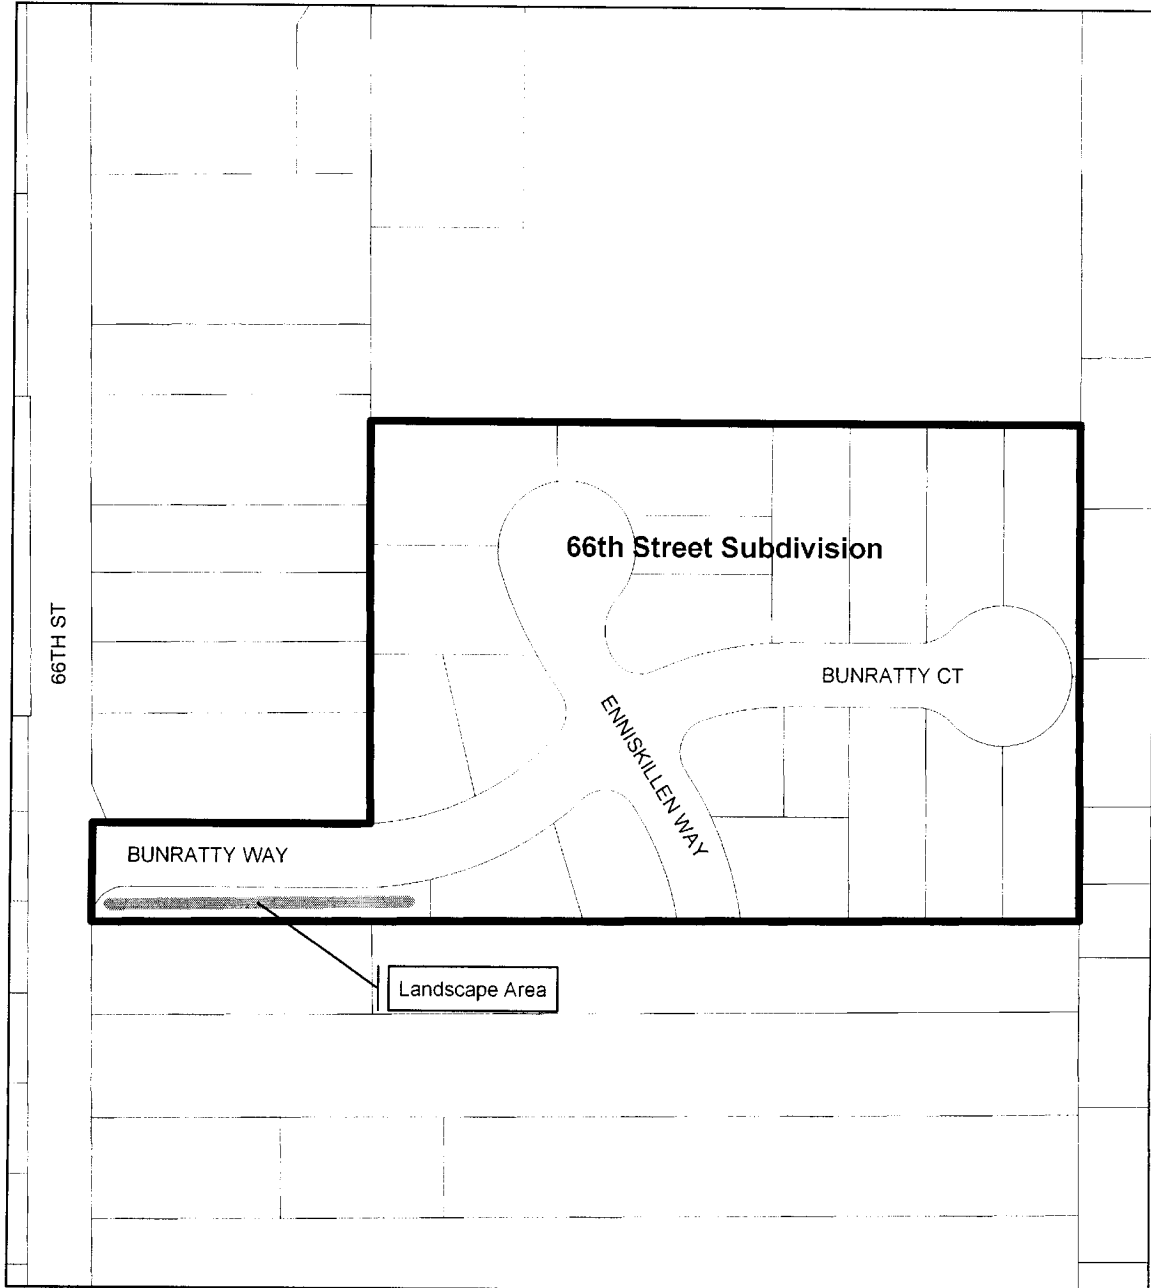 66th Street Subdivision
66TH ST
BUNRATTY CT
ENNISKILLEN WAY
BUNRATTY WAY
Landscape Area